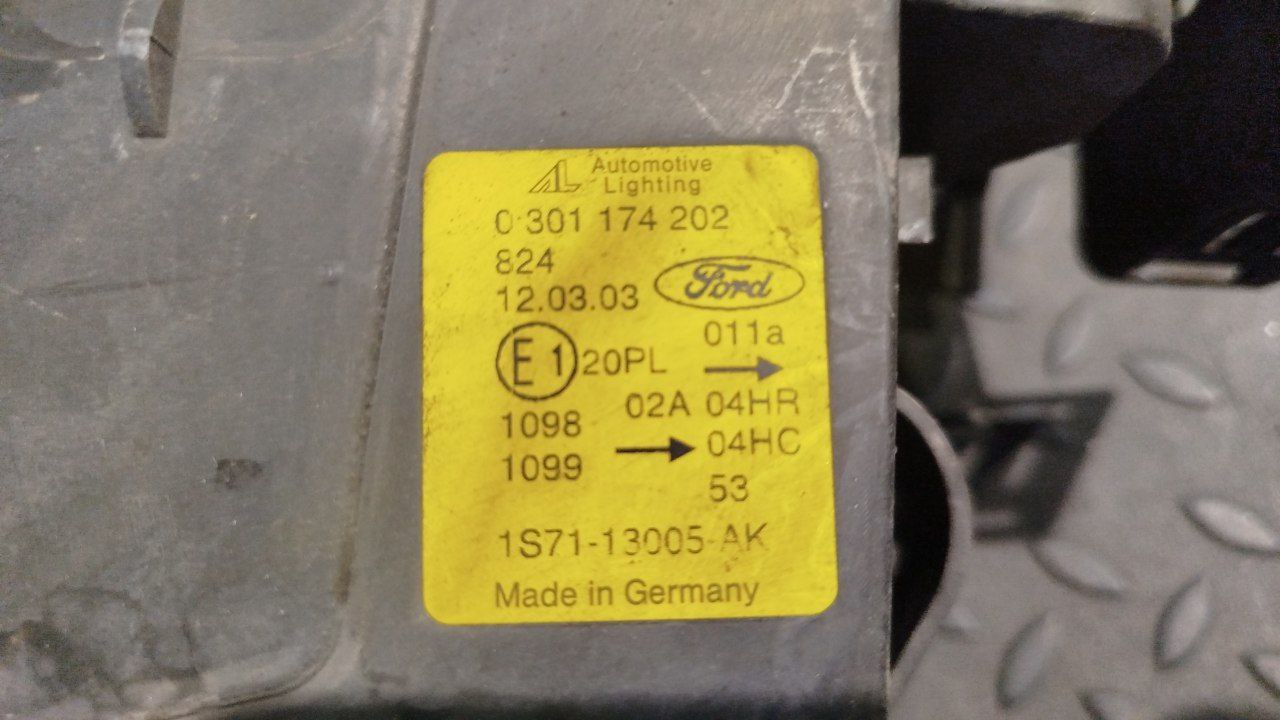 AL Automotive
Lighting
0 301 174 202
824
12.03.03
Ford
011a
E1 20PL →
02A 04HR
1098
→ 04HC
1099
53
1S71-13005-AK
Made in Germany